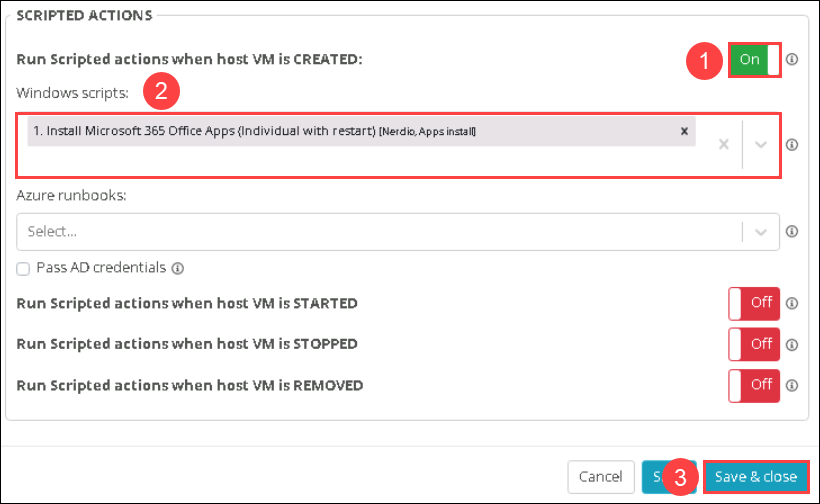 SCRIPTED ACTIONS
Run Scripted actions when host VM is CREATED:
1
On
Windows scripts:
2
1. Install Microsoft 365 Office Apps (Individual with restart) [Nerdio, Apps install]
x
Azure runbooks:
Select...
Pass AD credentials
Run Scripted actions when host VM is STARTED
Off
Run Scripted actions when host VM is STOPPED
Off
Run Scripted actions when host VM is REMOVED
Off
Cancel
3
Save & close